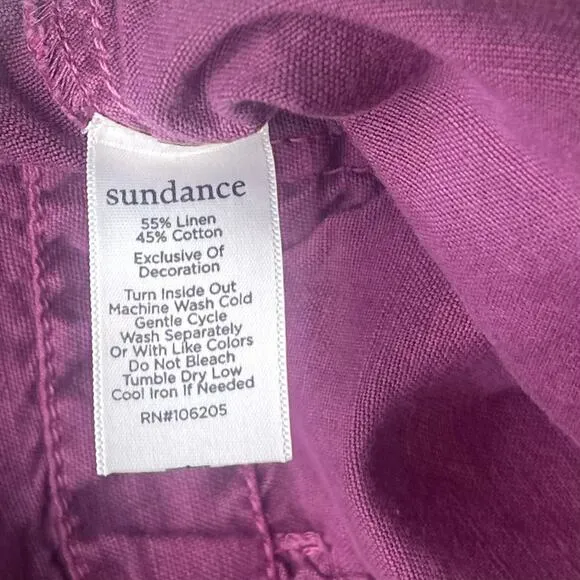 sundance
55% Linen
45% Cotton
Exclusive Of
Decoration
Turn Inside Out
Machine Wash Cold
Gentle Cycle
Wash Separately
Or With Like Colors
Do Not Bleach
Tumble Dry Low
Cool Iron If Needed
RN#106205